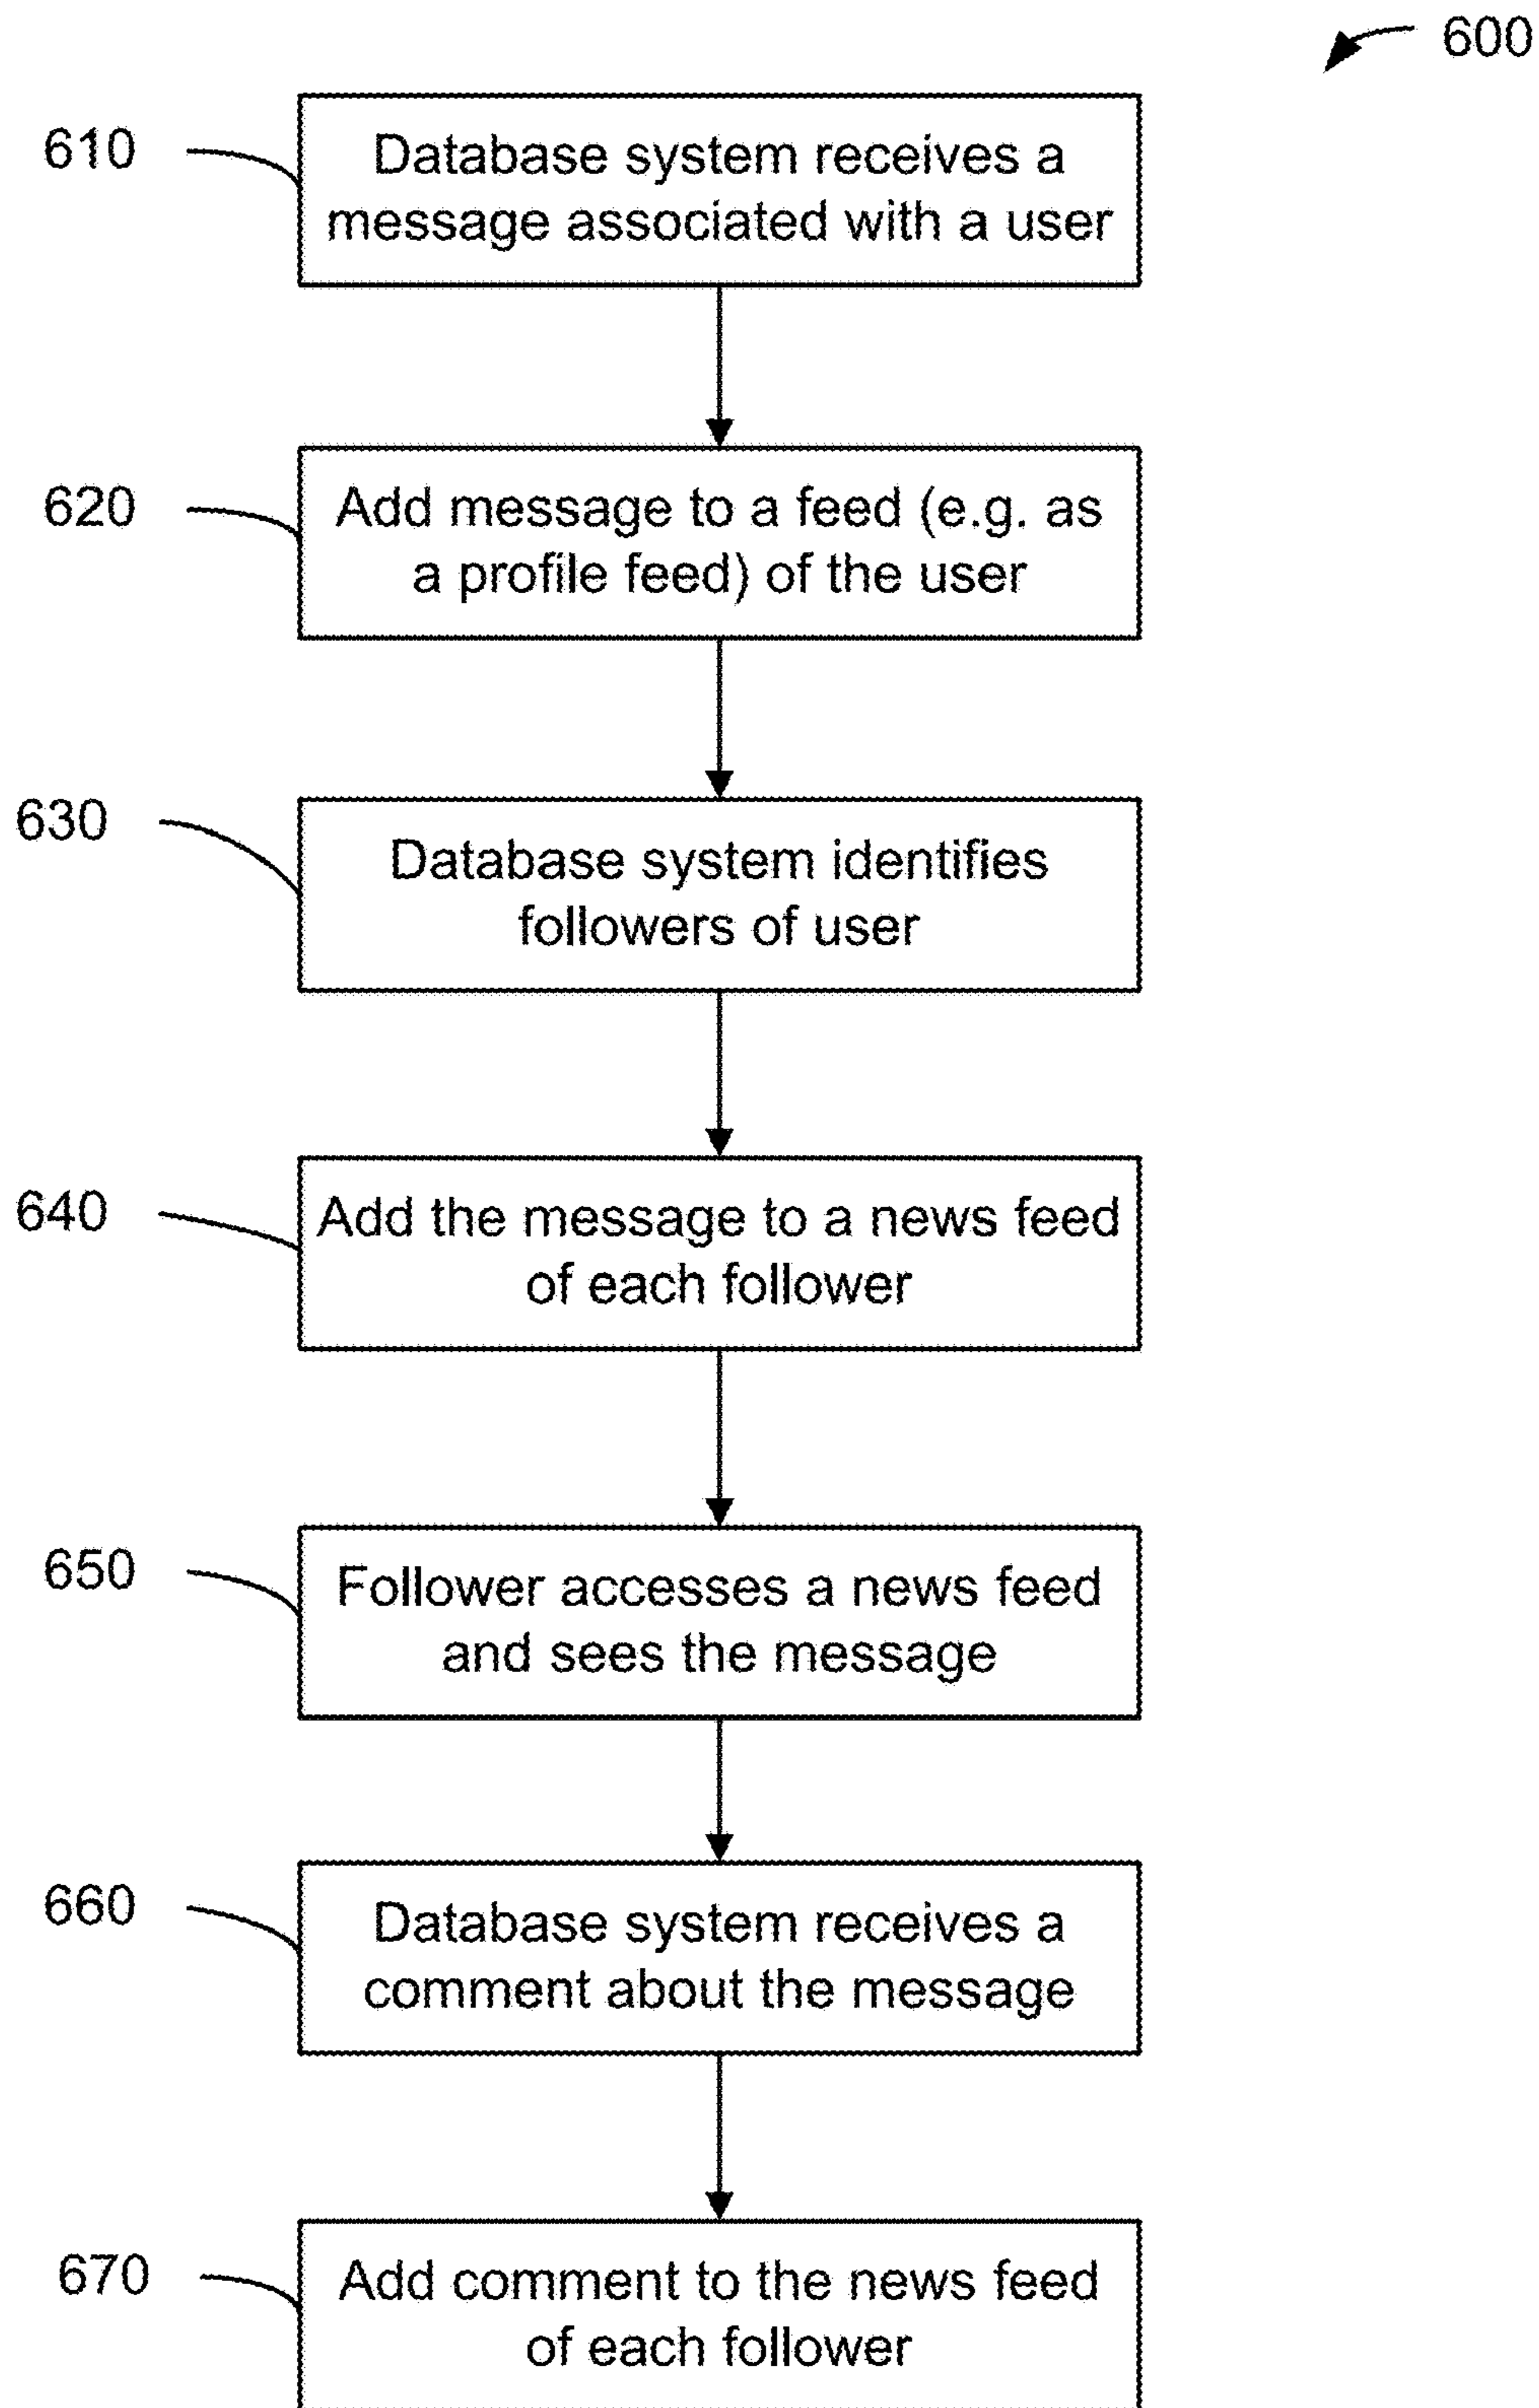 600
610
Database system receives a
message associated with a user
620
Add message to a feed (e.g. as
a profile feed) of the user
630
Database system identifies
followers of user
640
Add the message to a news feed
of each follower
650
Follower accesses a news feed
and sees the message
660
Database system receives a
comment about the message
670
Add comment to the news feed
of each follower